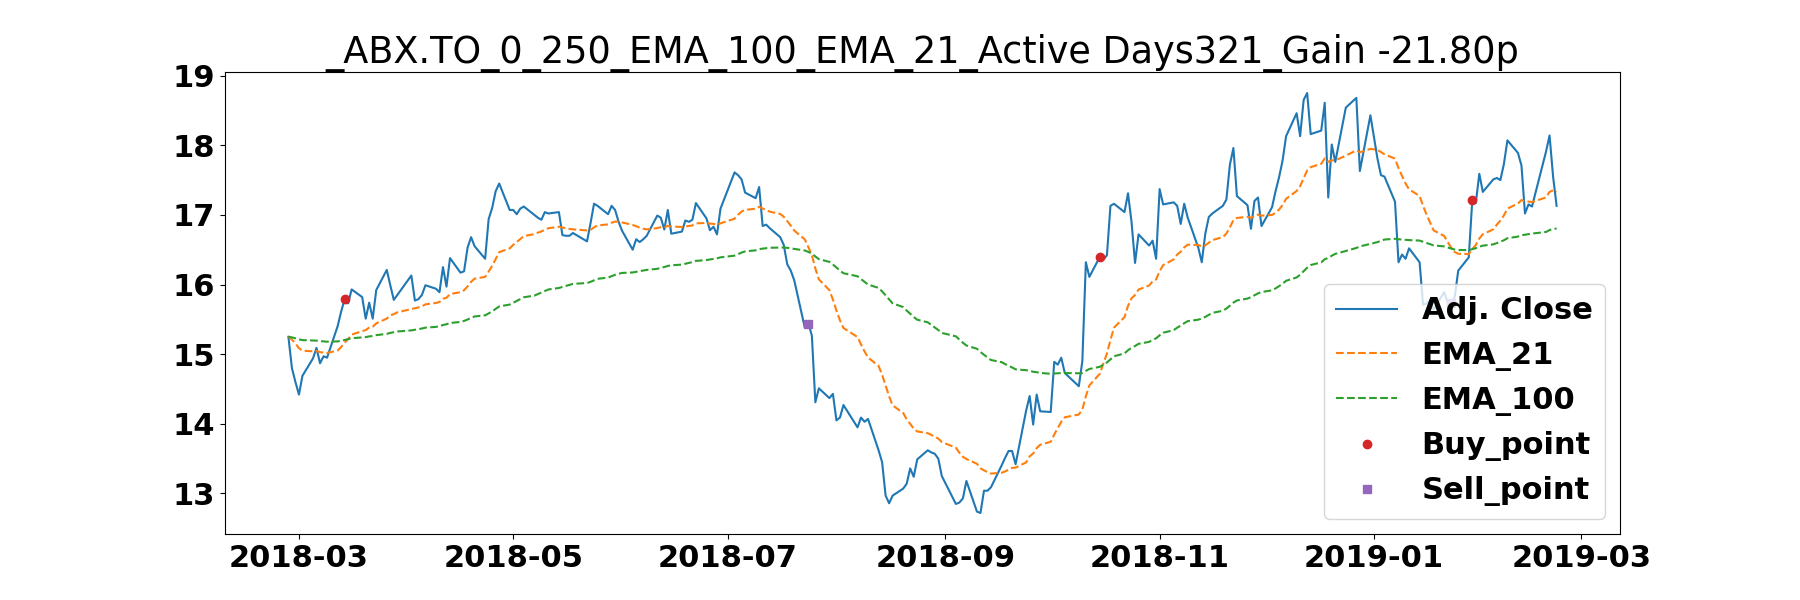 _ABX.TO_0_250_EMA_100_EMA_21_Active Days321_Gain -21.80p
19
18
17
16
15
14
13
Adj. Close
EMA_21
EMA_100
Buy_point
Sell_point
2018-03 2018-05 2018-07 2018-09 2018-11 2019-01 2019-03